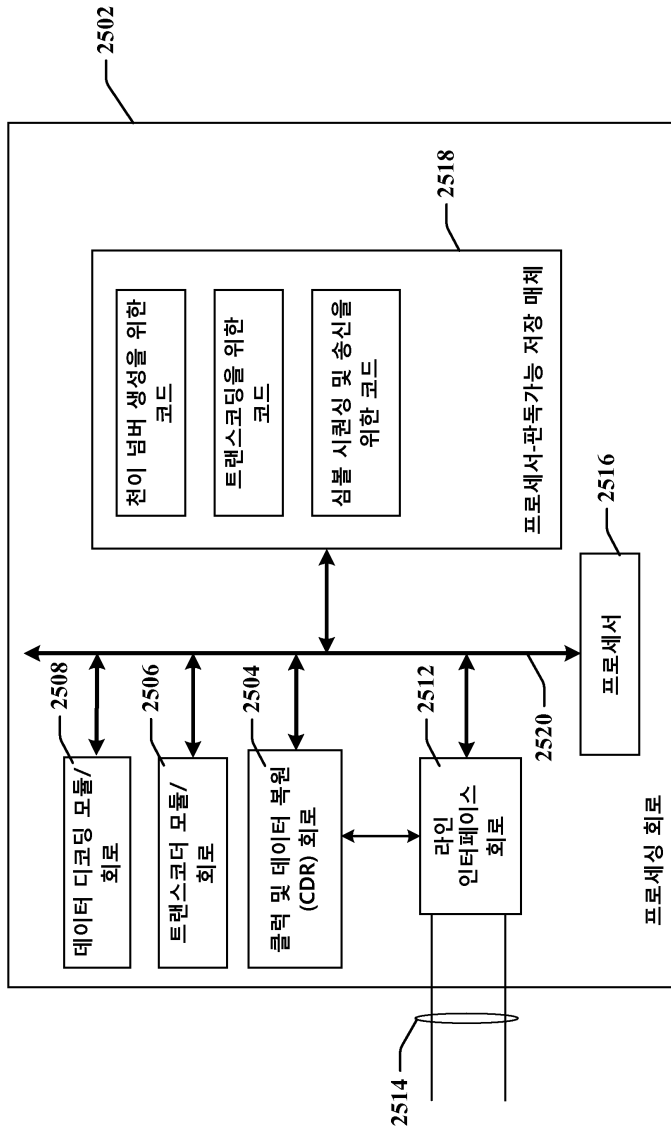 2502
2508
데이터 디코딩 모듈/
회로
2506
트랜스코더 모듈/
회로
2504
클럭 및 데이터 복원
(CDR) 회로
2512
라인
인터페이스
회로
2514
2520
천이 넘버 생성을 위한
코드
트랜스코딩을 위한
코드
심볼 시퀀싱 및 송신을
위한 코드
프로세서-판독가능 저장 매체
2518
프로세서
2516
프로세싱 회로